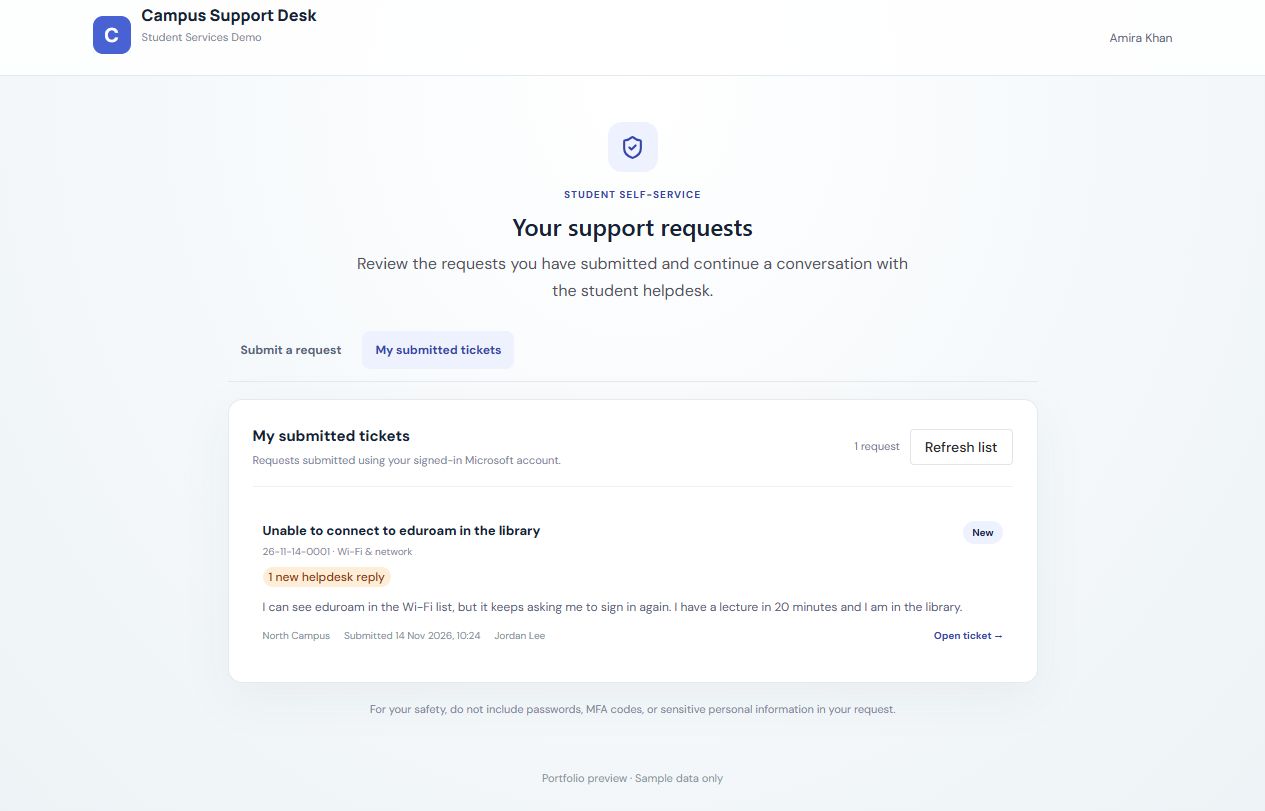 C
Campus Support Desk
Student Services Demo
Amira Khan
STUDENT SELF-SERVICE
Your support requests
Review the requests you have submitted and continue a conversation with
the student helpdesk.
Submit a request
My submitted tickets
My submitted tickets
Requests submitted using your signed-in Microsoft account.
1 request
Refresh list
Unable to connect to eduroam in the library
New
26-11-14-0001 · Wi-Fi & network
1 new helpdesk reply
I can see eduroam in the Wi-Fi list, but it keeps asking me to sign in again. I have a lecture in 20 minutes and I am in the library.
North Campus
Submitted 14 Nov 2026, 10:24
Jordan Lee
Open ticket →
For your safety, do not include passwords, MFA codes, or sensitive personal information in your request.
Portfolio preview · Sample data only